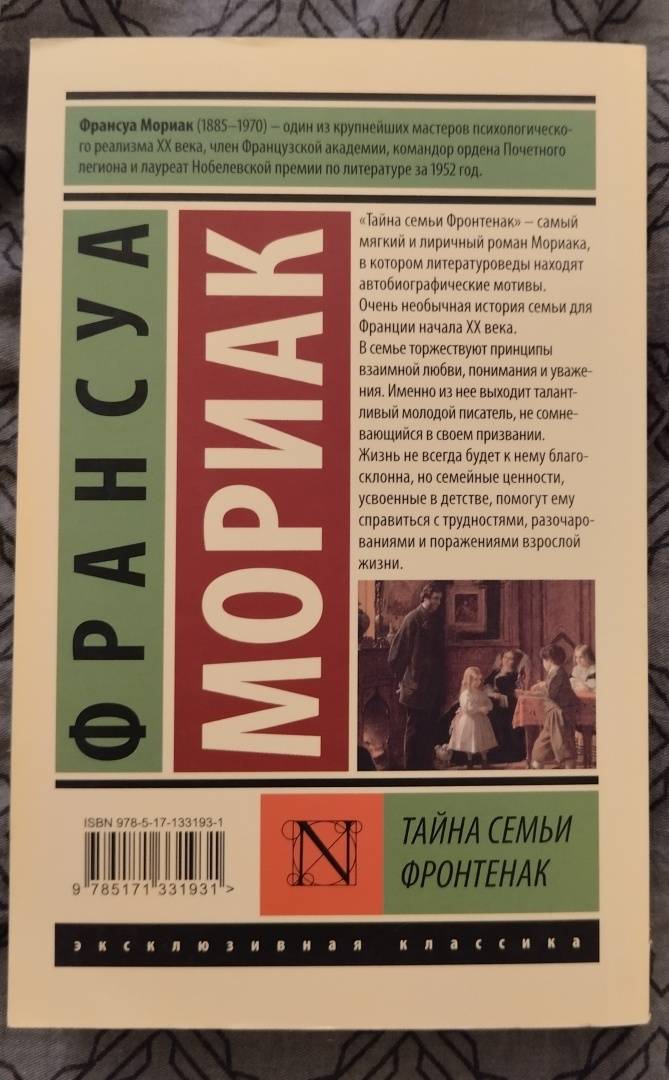 Франсуа Мориак (1885–1970) – один из крупнейших мастеров психологическо-
го реализма XX века, член Французской академии, командор ордена Почетного
легиона и лауреат Нобелевской премии по литературе за 1952 год.
ФРАНСУА
МОРИАК
«Тайна семьи Фронтенак» – самый
мягкий и лиричный роман Мориака,
в котором литературоведы находят
автобиографические мотивы.
Очень необычная история семьи для
Франции начала XX века.
В семье торжествуют принципы
взаимной любви, понимания и уваже-
ния. Именно из нее выходит талант-
ливый молодой писатель, не сомне-
вающийся в своем призвании.
Жизнь не всегда будет к нему благо-
склонна, но семейные ценности,
усвоенные в детстве, помогут ему
справиться с трудностями, разочаро-
ваниями и поражениями взрослой
жизни.
ISBN 978-5-17-133193-1
9 785171 331931 >
N
ТАЙНА СЕМЬИ
ФРОНТЕНАК
эксклюзивная классика